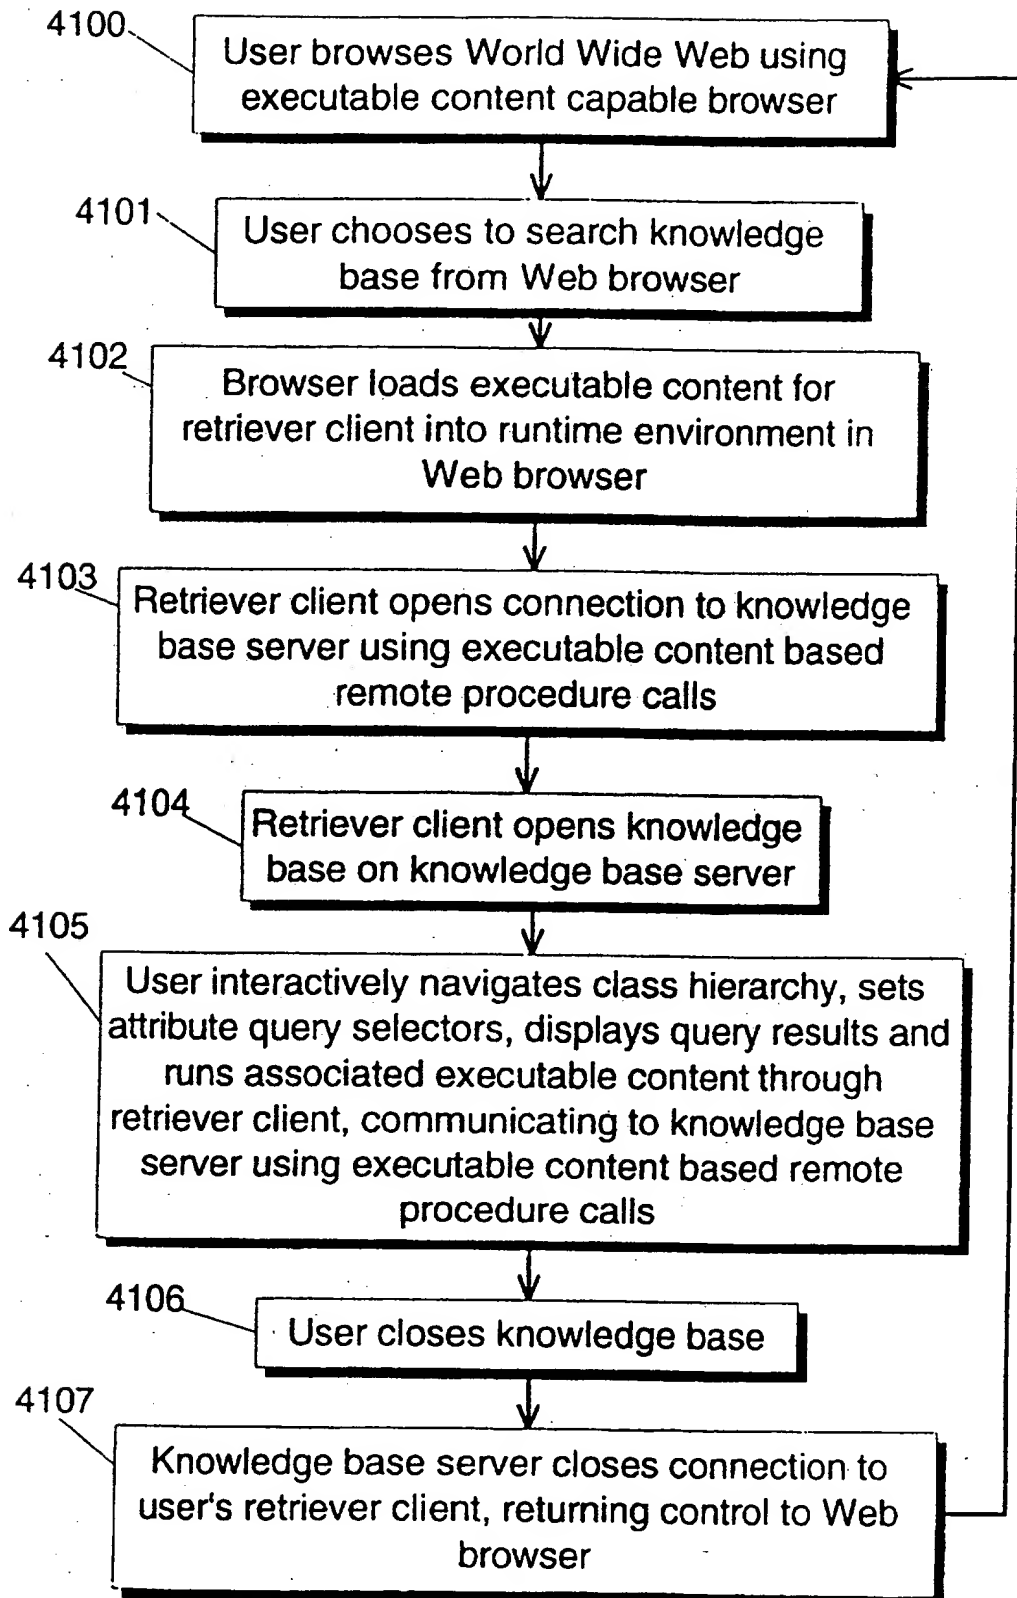 4100
User browses World Wide Web using
executable content capable browser
4101
User chooses to search knowledge
base from Web browser
4102
Browser loads executable content for
retriever client into runtime environment in
Web browser
4103
Retriever client opens connection to knowledge
base server using executable content based
remote procedure calls
4104
Retriever client opens knowledge
base on knowledge base server
4105
User interactively navigates class hierarchy, sets
attribute query selectors, displays query results and
runs associated executable content through
retriever client, communicating to knowledge base
server using executable content based remote
procedure calls
4106
User closes knowledge base
4107
Knowledge base server closes connection to
user's retriever client, returning control to Web
browser